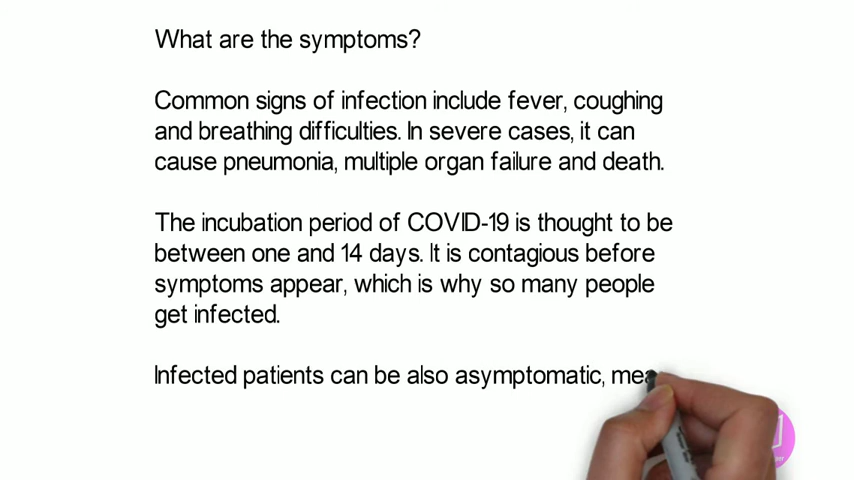 What are the symptoms?
Common signs of infection include fever, coughing
and breathing difficulties. In severe cases, it can
cause pneumonia, multiple organ failure and death.
The incubation period of COVID-19 is thought to be
between one and 14 days. It is contagious before
symptoms appear, which is why so many people
get infected.
Infected patients can be also asymptomatic, mea